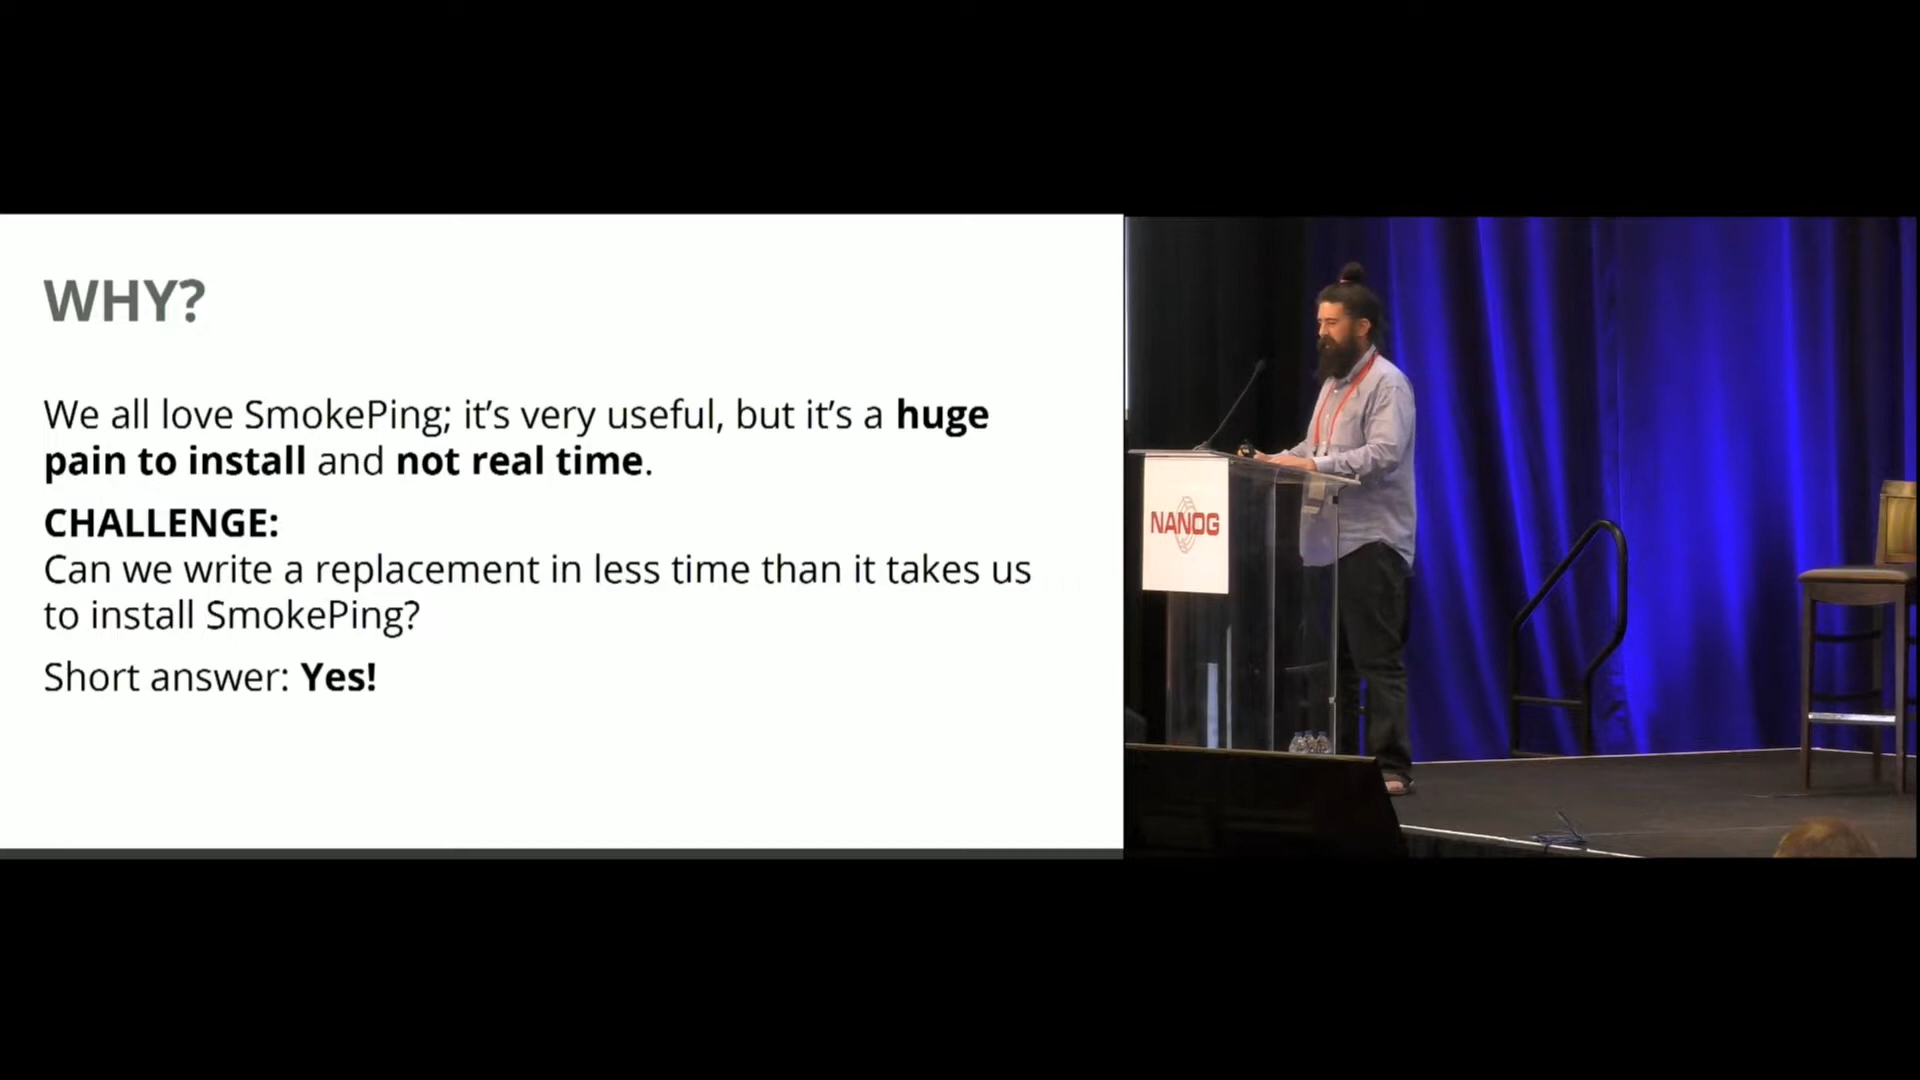 WHY?
We all love SmokePing; it’s very useful, but it’s a huge
pain to install and not real time.
CHALLENGE:
Can we write a replacement in less time than it takes us
to install SmokePing?
Short answer: Yes!
NANOG